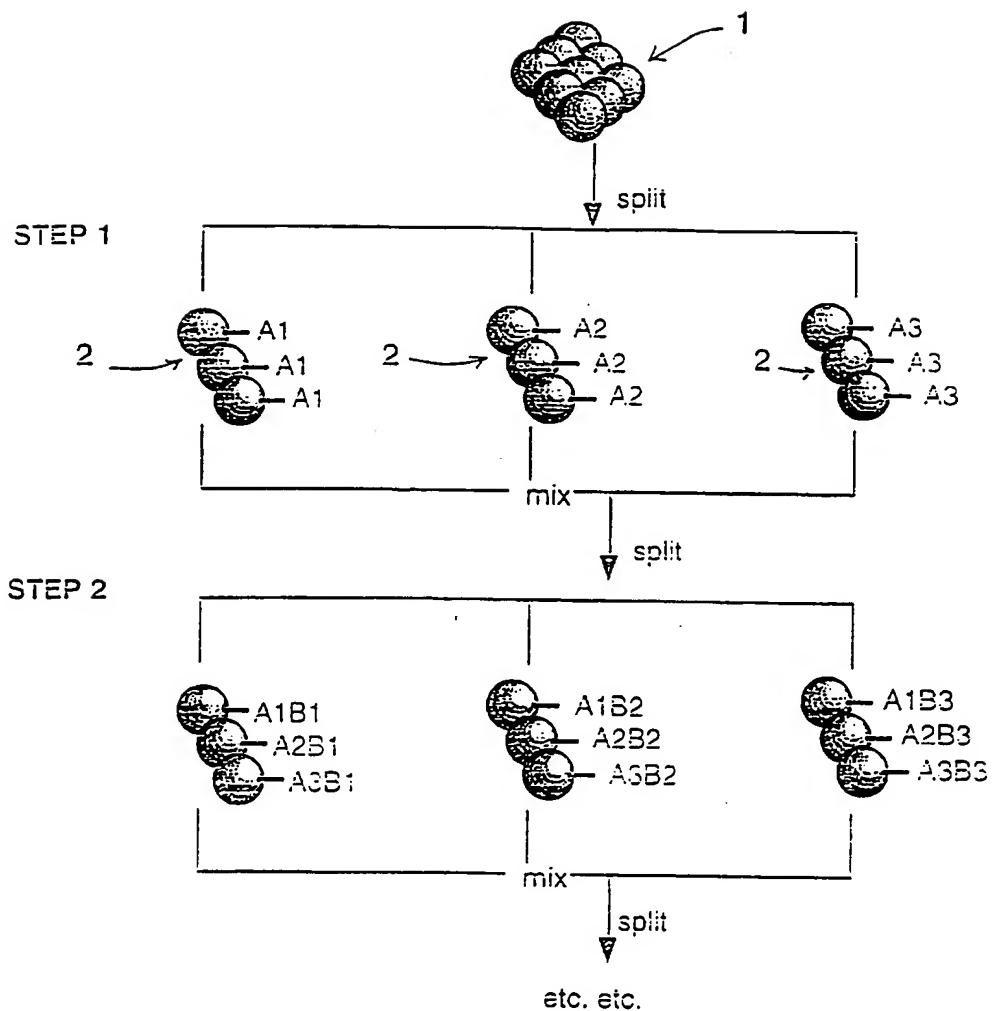 1
split
STEP 1
A1 A2 A3
2 A1 2 A2 2 A3
A1 A2 A3
mix
split
STEP 2
A1B1 A1B2 A1B3
A2B1 A2B2 A2B3
A3B1 A3B2 A3B3
mix
split
etc. etc.